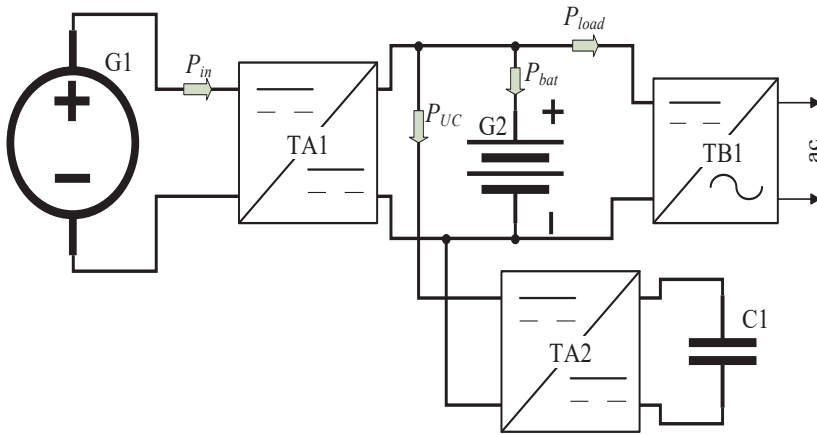 P_load
G1
P_in
P_bat
+
+
P_UC
G2
TA1
TB1
ac
−
−
C1
TA2